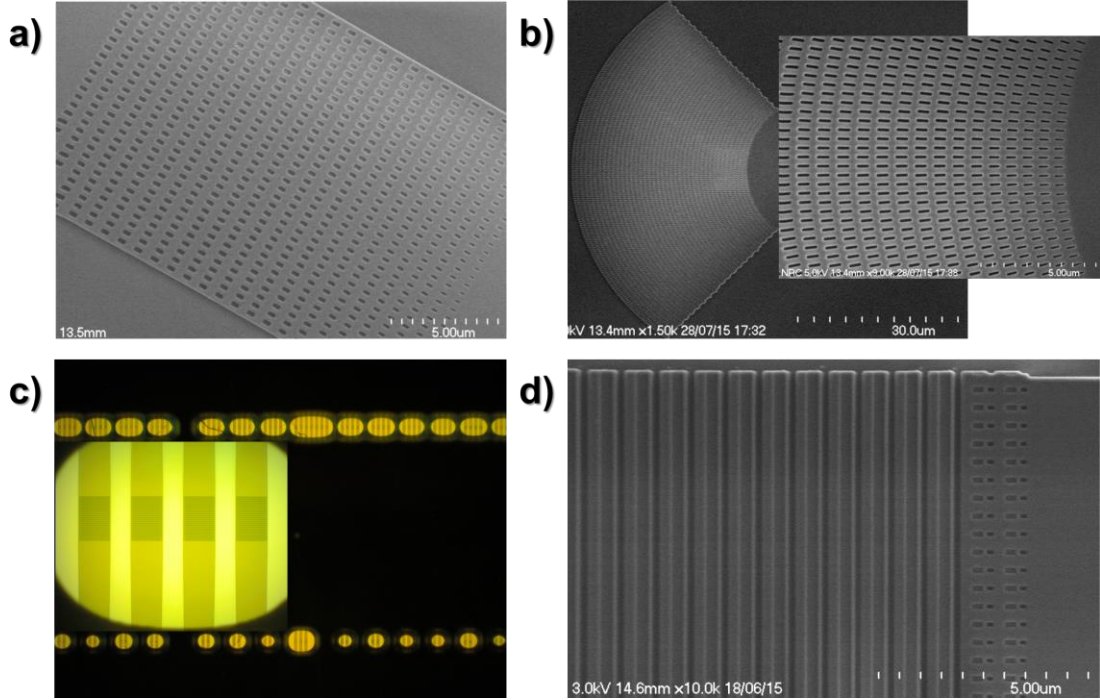 a)
13.5mm
5.00um
b)
kV 13.4mm x1.50k 28/07/15 17:32
30.0um
NRC 5.0kV 13.4mm x9.00k 28/07/15 17:38
5.00um
c)
d)
3.0kV 14.6mm x10.0k 18/06/15
5.00um